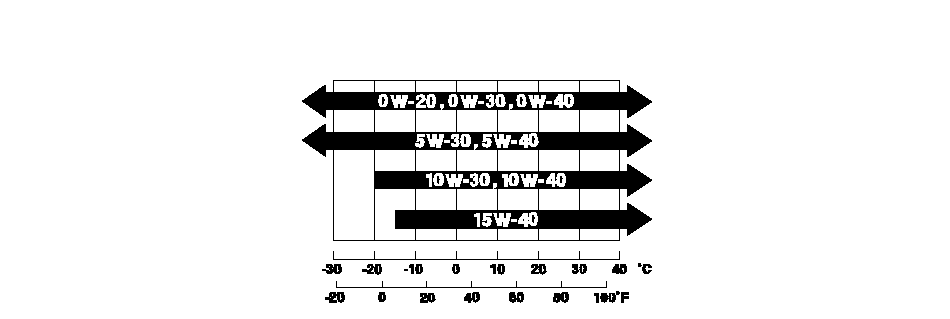 0W-20, 0W-30, 0W-40
5W-30, 5W-40
10W-30, 10W-40
15W-40
-30 -20 -10 0 10 20 30 40 °C
-20 0 20 40 60 80 100°F